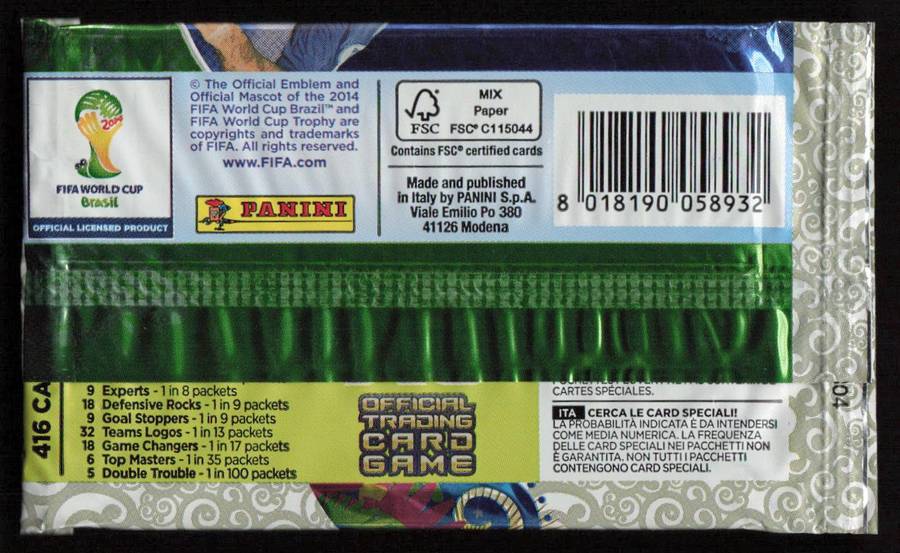 © The Official Emblem and
Official Mascot of the 2014
FIFA World Cup Brazil™ and
FIFA World Cup Trophy are
copyrights and trademarks
of FIFA. All rights reserved.
www.FIFA.com
2014
FIFA WORLD CUP
Brasil
OFFICIAL LICENSED PRODUCT
PANINI
FSC
MIX
Paper
FSC® C115044
Contains FSC® certified cards
Made and published
in Italy by PANINI S.p.A.
Viale Emilio Po 380
41126 Modena
8 018190 058932
416 CA
9 Experts - 1 in 8 packets
18 Defensive Rocks - 1 in 9 packets
9 Goal Stoppers - 1 in 9 packets
32 Teams Logos - 1 in 13 packets
18 Game Changers - 1 in 17 packets
6 Top Masters - 1 in 35 packets
5 Double Trouble - 1 in 100 packets
OFFICIAL
TRADING
CARD
GAME
CARTES SPÉCIALES.
ITA CERCA LE CARD SPECIALI!
LA PROBABILITÀ INDICATA È DA INTENDERSI
COME MEDIA NUMERICA. LA FREQUENZA
DELLE CARD SPECIALI NEI PACCHETTI NON
È GARANTITA. NON TUTTI I PACCHETTI
CONTENGONO CARD SPECIALI.
04